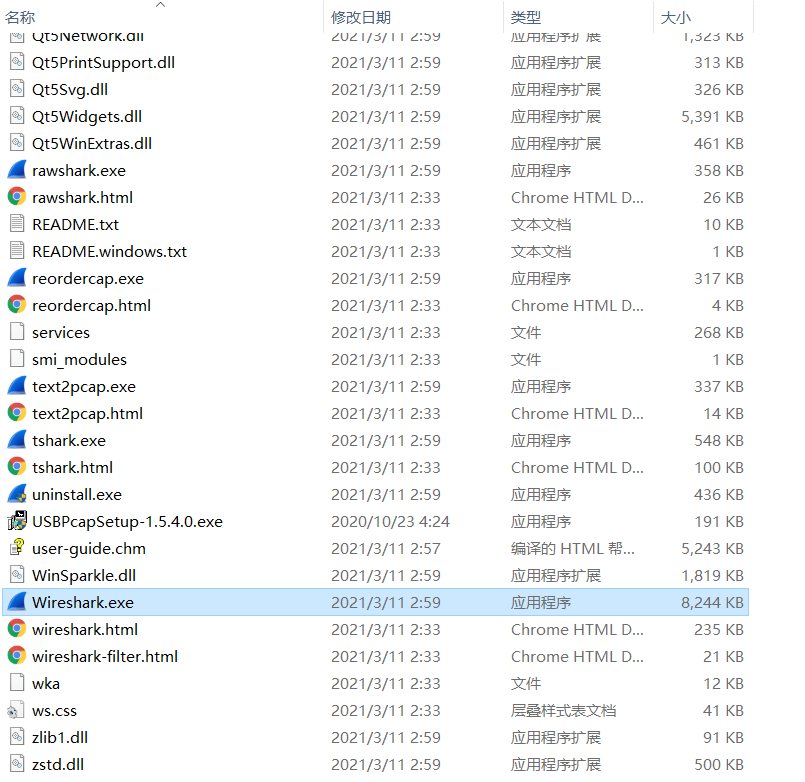 名称 修改日期 类型 大小
Qt5Network.dll 2021/3/11 2:59 应用程序扩展 1,323 KB
Qt5PrintSupport.dll 2021/3/11 2:59 应用程序扩展 313 KB
Qt5Svg.dll 2021/3/11 2:59 应用程序扩展 326 KB
Qt5Widgets.dll 2021/3/11 2:59 应用程序扩展 5,391 KB
Qt5WinExtras.dll 2021/3/11 2:59 应用程序扩展 461 KB
rawshark.exe 2021/3/11 2:59 应用程序 358 KB
rawshark.html 2021/3/11 2:33 Chrome HTML D... 26 KB
README.txt 2021/3/11 2:33 文本文档 10 KB
README.windows.txt 2021/3/11 2:33 文本文档 1 KB
reordercap.exe 2021/3/11 2:59 应用程序 317 KB
reordercap.html 2021/3/11 2:33 Chrome HTML D... 4 KB
services 2021/3/11 2:33 文件 268 KB
smi_modules 2021/3/11 2:33 文件 1 KB
text2pcap.exe 2021/3/11 2:59 应用程序 337 KB
text2pcap.html 2021/3/11 2:33 Chrome HTML D... 14 KB
tshark.exe 2021/3/11 2:59 应用程序 548 KB
tshark.html 2021/3/11 2:33 Chrome HTML D... 100 KB
uninstall.exe 2021/3/11 2:59 应用程序 436 KB
USBPcapSetup-1.5.4.0.exe 2020/10/23 4:24 应用程序 191 KB
user-guide.chm 2021/3/11 2:57 编译的 HTML 帮... 5,243 KB
WinSparkle.dll 2021/3/11 2:59 应用程序扩展 1,819 KB
Wireshark.exe 2021/3/11 2:59 应用程序 8,244 KB
wireshark.html 2021/3/11 2:33 Chrome HTML D... 235 KB
wireshark-filter.html 2021/3/11 2:33 Chrome HTML D... 21 KB
wka 2021/3/11 2:33 文件 12 KB
ws.css 2021/3/11 2:33 层叠样式表文档 41 KB
zlib1.dll 2021/3/11 2:59 应用程序扩展 91 KB
zstd.dll 2021/3/11 2:59 应用程序扩展 500 KB